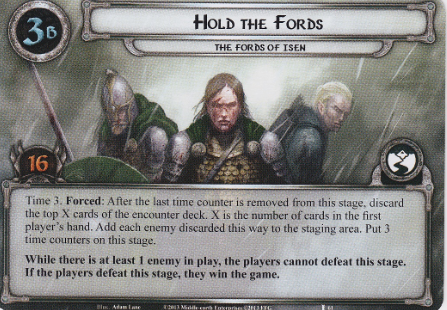 3B
HOLD THE FORDS
THE FORDS OF ISEN
16
Time 3. Forced: After the last time counter is removed from this stage, discard
the top X cards of the encounter deck. X is the number of cards in the first
player's hand. Add each enemy discarded this way to the staging area. Put 3
time counters on this stage.
While there is at least 1 enemy in play, the players cannot defeat this stage.
If the players defeat this stage, they win the game.
Illus. Adam Lane ©2013 Middle-earth Enterprises ©2013 FFG